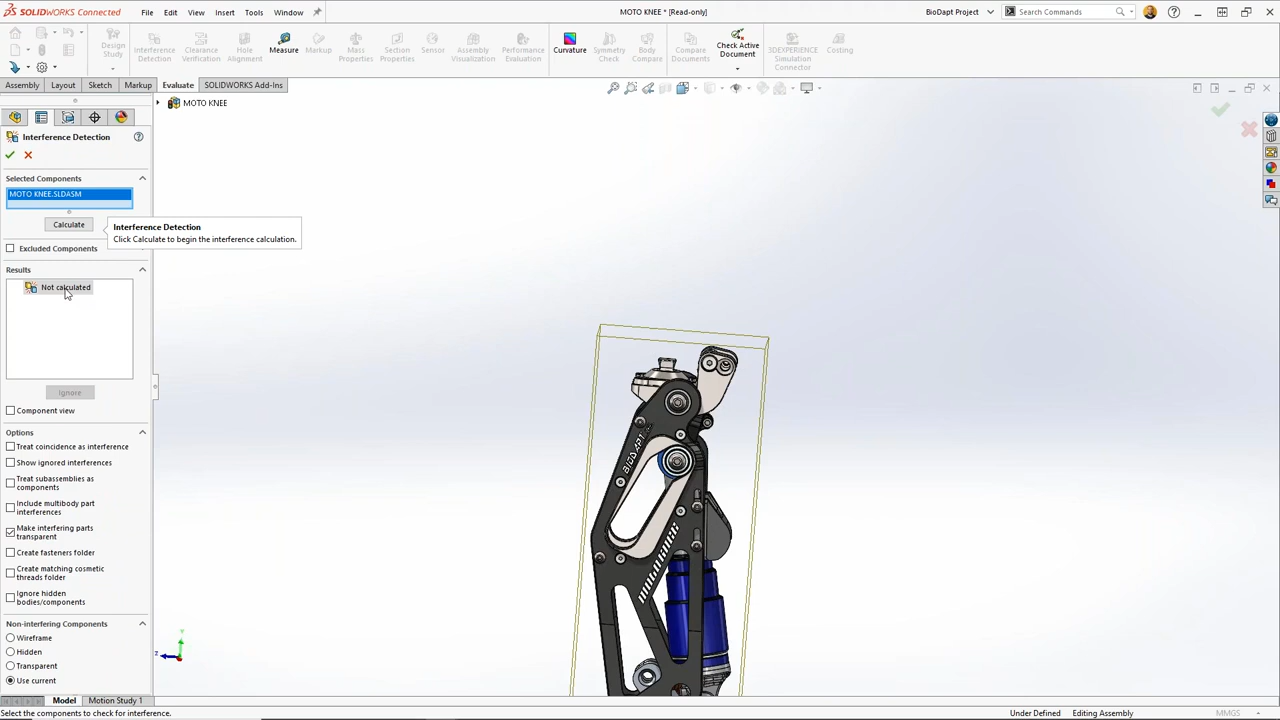 SOLIDWORKS Connected
File Edit View Insert Tools Window
MOTO KNEE * [Read-only]
BioDapt Project
Search Commands
Design Study
Interference Detection
Clearance Verification
Hole Alignment
Measure
Markup
Mass Properties
Section Properties
Sensor
Assembly Visualization
Performance Evaluation
Curvature
Symmetry Check
Body Compare
Compare Documents
Check Active Document
3DEXPERIENCE Simulation Connector
Costing
Assembly Layout Sketch Markup Evaluate SOLIDWORKS Add-Ins
MOTO KNEE
Interference Detection
Selected Components
MOTO KNEE.SLDASM
Calculate
Interference Detection
Click Calculate to begin the interference calculation.
Excluded Components
Results
Not calculated
Ignore
Component view
Options
Treat coincidence as interference
Show ignored interferences
Treat subassemblies as
components
Include multibody part
interferences
Make interfering parts
transparent
Create fasteners folder
Create matching cosmetic
threads folder
Ignore hidden
bodies/components
Non-interfering Components
Wireframe
Hidden
Transparent
Use current
BIODAPT
Y
Z
Model Motion Study 1
Select the components to check for interference.
Under Defined Editing Assembly MMGS